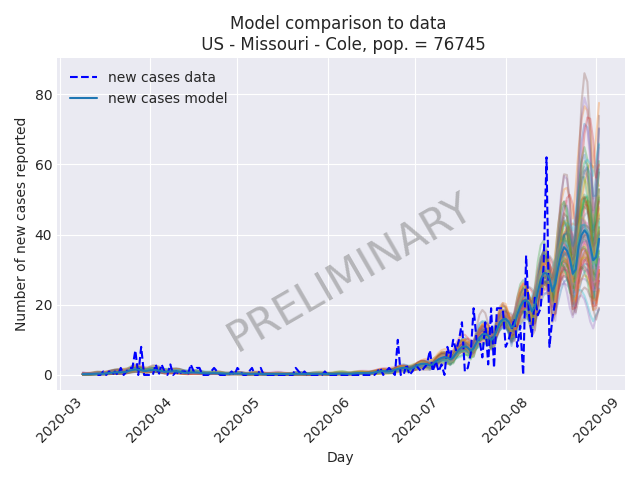 Model comparison to data
US - Missouri - Cole, pop. = 76745
new cases data
new cases model
PRELIMINARY
Number of new cases reported
80
60
40
20
0
2020-03
2020-04
2020-05
2020-06
2020-07
2020-08
2020-09
Day